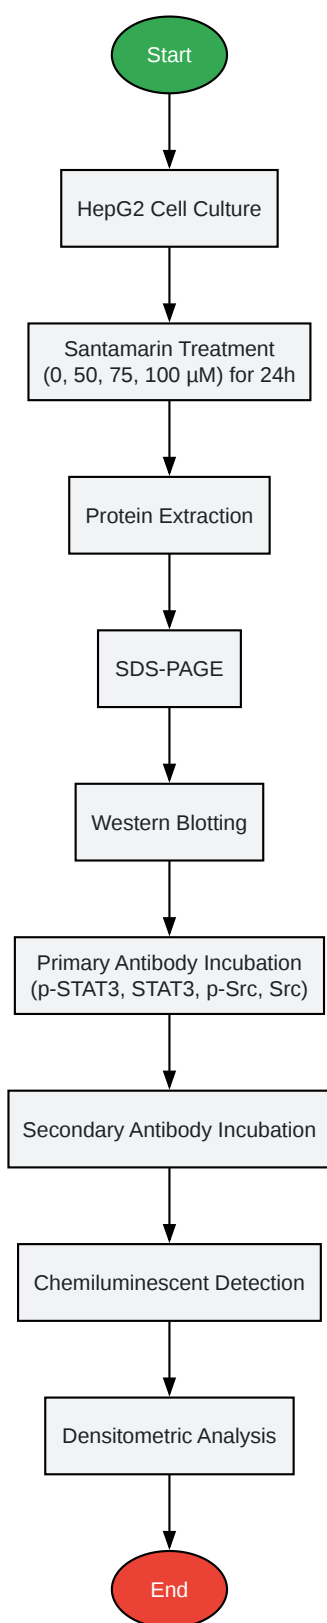 Start
HepG2 Cell Culture
Santamarin Treatment
(0, 50, 75, 100 µM) for 24h
Protein Extraction
SDS-PAGE
Western Blotting
Primary Antibody Incubation
(p-STAT3, STAT3, p-Src, Src)
Secondary Antibody Incubation
Chemiluminescent Detection
Densitometric Analysis
End